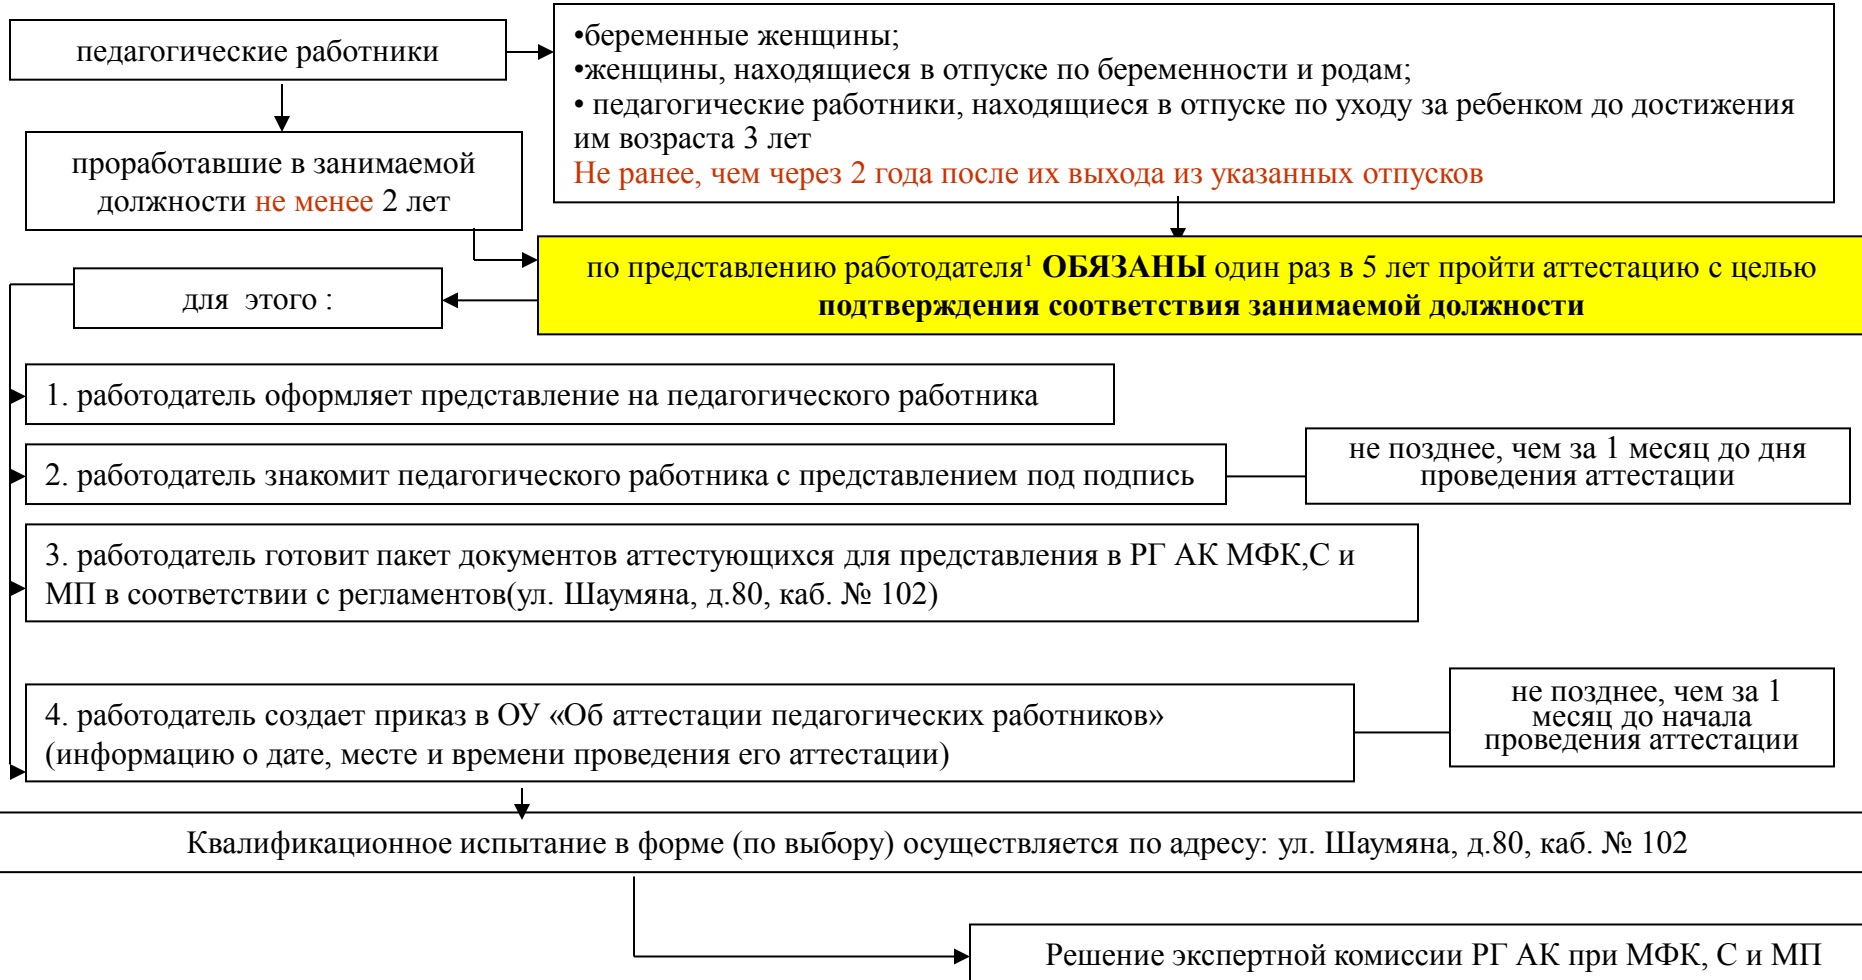 педагогические работники
•беременные женщины;
•женщины, находящиеся в отпуске по беременности и родам;
• педагогические работники, находящиеся в отпуске по уходу за ребенком до достижения
им возраста 3 лет
Не ранее, чем через 2 года после их выхода из указанных отпусков
проработавшие в занимаемой
должности не менее 2 лет
по представлению работодателя¹ ОБЯЗАНЫ один раз в 5 лет пройти аттестацию с целью
подтверждения соответствия занимаемой должности
для этого :
1. работодатель оформляет представление на педагогического работника
2. работодатель знакомит педагогического работника с представлением под подпись
не позднее, чем за 1 месяц до дня
проведения аттестации
3. работодатель готовит пакет документов аттестующихся для представления в РГ АК МФК,С и
МП в соответствии с регламентов(ул. Шаумяна, д.80, каб. № 102)
4. работодатель создает приказ в ОУ «Об аттестации педагогических работников»
(информацию о дате, месте и времени проведения его аттестации)
не позднее, чем за 1
месяц до начала
проведения аттестации
Квалификационное испытание в форме (по выбору) осуществляется по адресу: ул. Шаумяна, д.80, каб. № 102
Решение экспертной комиссии РГ АК при МФК, С и МП